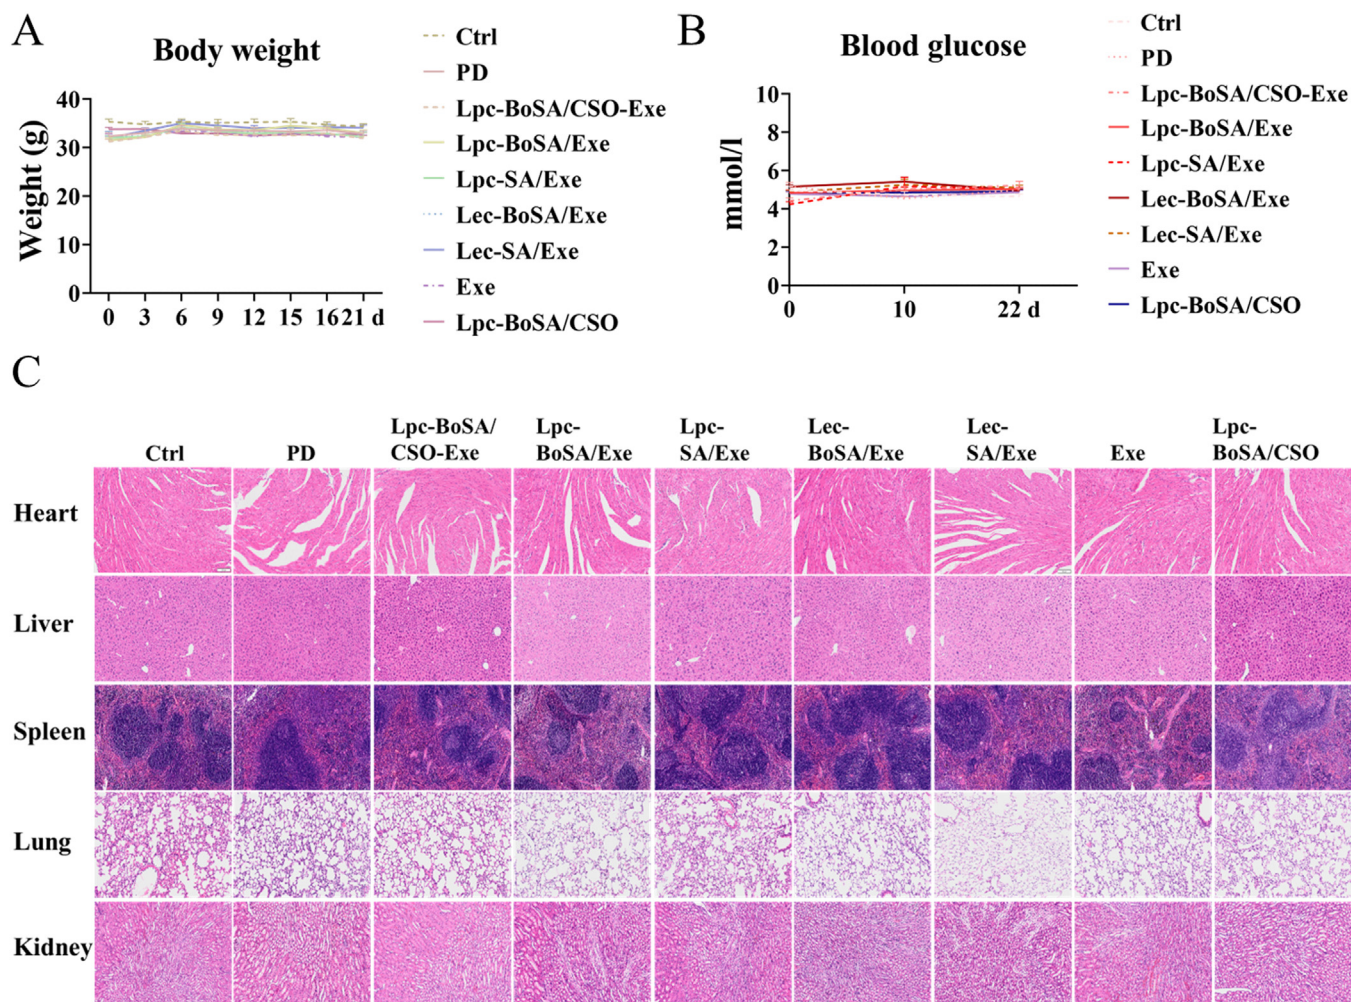 A
Body weight
Weight (g)
40
30
20
10
0
0 3 6 9 12 15 16 21 d
Ctrl
PD
Lpc-BoSA/CSO-Exe
Lpc-BoSA/Exe
Lpc-SA/Exe
Lec-BoSA/Exe
Lec-SA/Exe
Exe
Lpc-BoSA/CSO
B
Blood glucose
mmol/l
10
8
6
4
2
0
0 10 22 d
Ctrl
PD
Lpc-BoSA/CSO-Exe
Lpc-BoSA/Exe
Lpc-SA/Exe
Lec-BoSA/Exe
Lec-SA/Exe
Exe
Lpc-BoSA/CSO
C
Ctrl
PD
Lpc-BoSA/
CSO-Exe
Lpc-
BoSA/Exe
Lpc-
SA/Exe
Lec-
BoSA/Exe
Lec-
SA/Exe
Exe
Lpc-
BoSA/CSO
Heart
Liver
Spleen
Lung
Kidney